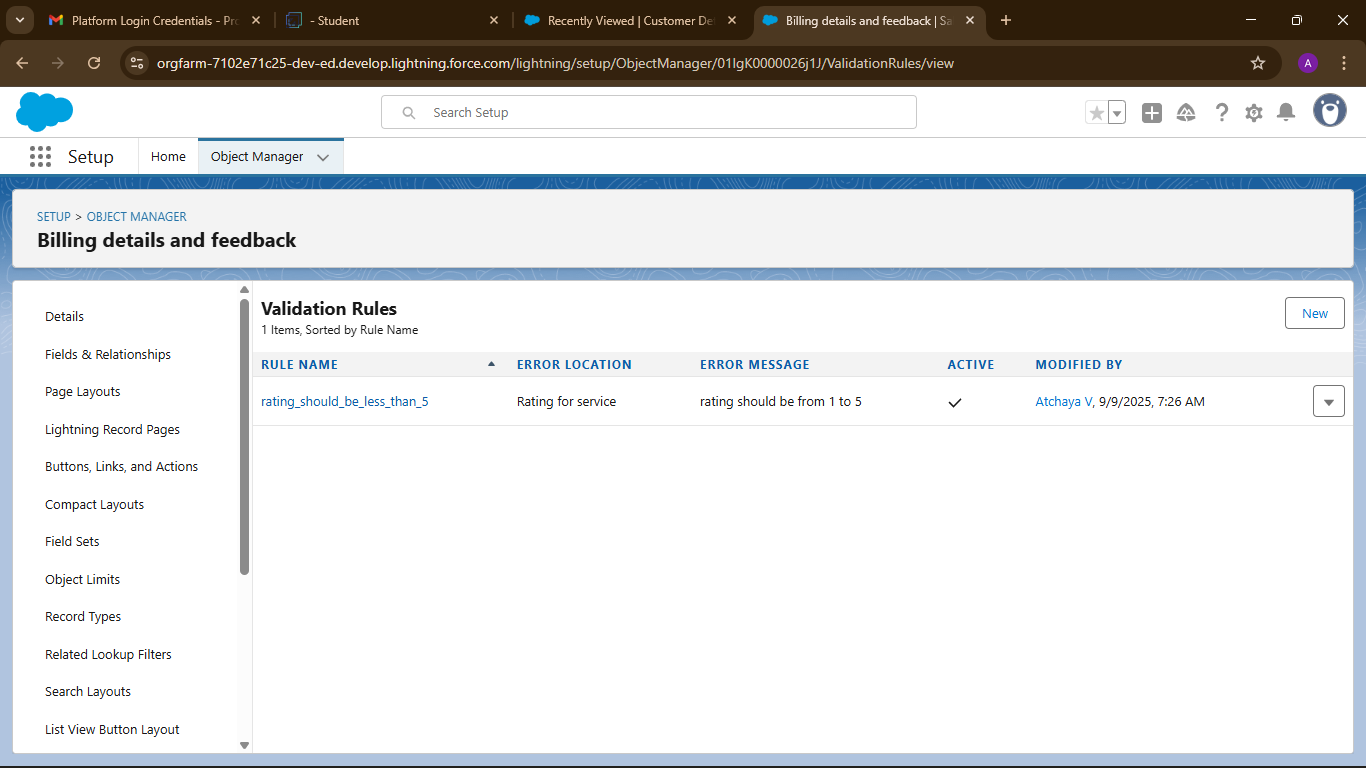 Platform Login Credentials - Pr
- Student
Recently Viewed | Customer De
Billing details and feedback | Sa
orgfarm-7102e71c25-dev-ed.develop.lightning.force.com/lightning/setup/ObjectManager/01IgK0000026j1J/ValidationRules/view
A
Search Setup
Setup
Home
Object Manager
SETUP > OBJECT MANAGER
Billing details and feedback
Details
Fields & Relationships
Page Layouts
Lightning Record Pages
Buttons, Links, and Actions
Compact Layouts
Field Sets
Object Limits
Record Types
Related Lookup Filters
Search Layouts
List View Button Layout
Validation Rules
1 Items, Sorted by Rule Name
New
RULE NAME ERROR LOCATION ERROR MESSAGE ACTIVE MODIFIED BY
rating_should_be_less_than_5 Rating for service rating should be from 1 to 5 Atchaya V, 9/9/2025, 7:26 AM